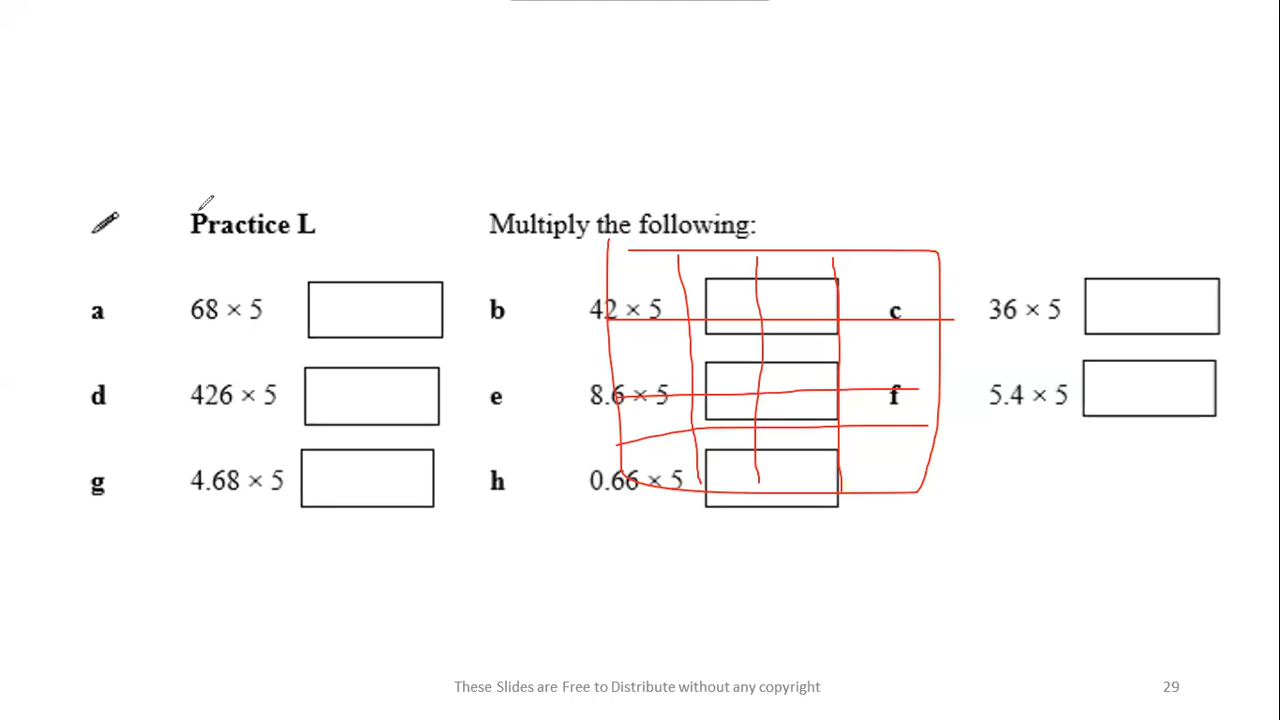 Practice L Multiply the following:
a 68 × 5 b 42 × 5 c 36 × 5
d 426 × 5 e 8.6 × 5 f 5.4 × 5
g 4.68 × 5 h 0.66 × 5
These Slides are Free to Distribute without any copyright 29